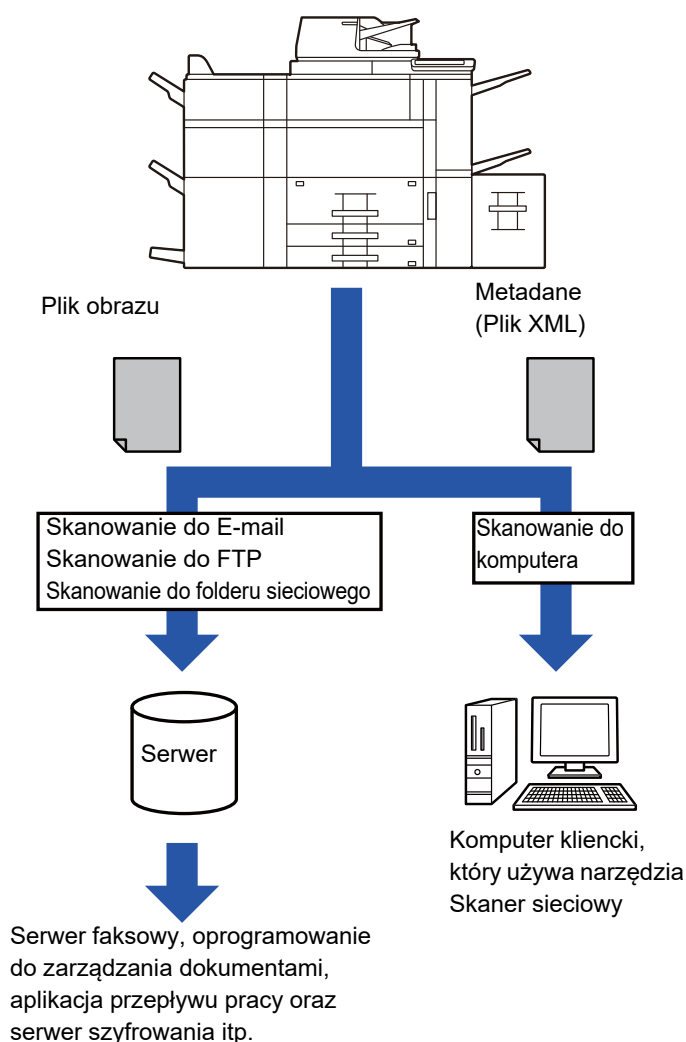 Plik obrazu
Metadane
(Plik XML)
Skanowanie do E-mail
Skanowanie do FTP
Skanowanie do folderu sieciowego
Skanowanie do
komputera
Serwer
Komputer kliencki,
który używa narzędzia
Skaner sieciowy
Serwer faksowy, oprogramowanie
do zarządzania dokumentami,
aplikacja przepływu pracy oraz
serwer szyfrowania itp.